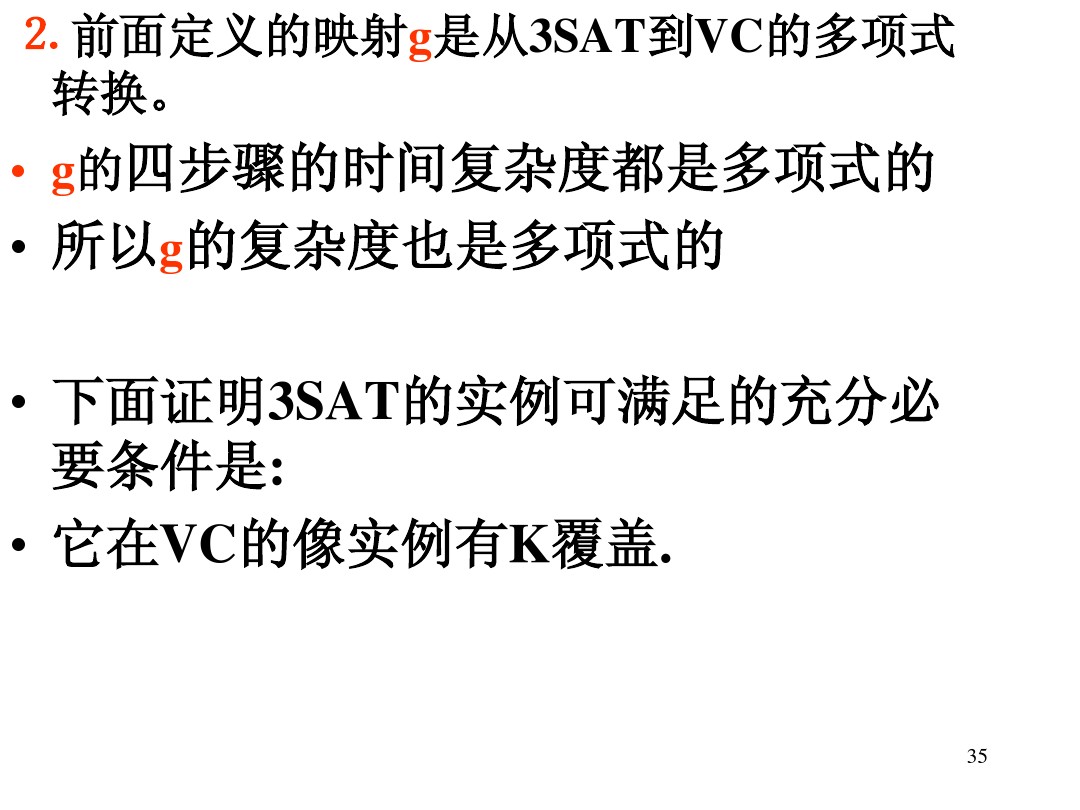 2. 前面定义的映射g是从3SAT到VC的多项式
转换。
• g的四步骤的时间复杂度都是多项式的
• 所以g的复杂度也是多项式的
• 下面证明3SAT的实例可满足的充分必
要条件是:
• 它在VC的像实例有K覆盖.
35